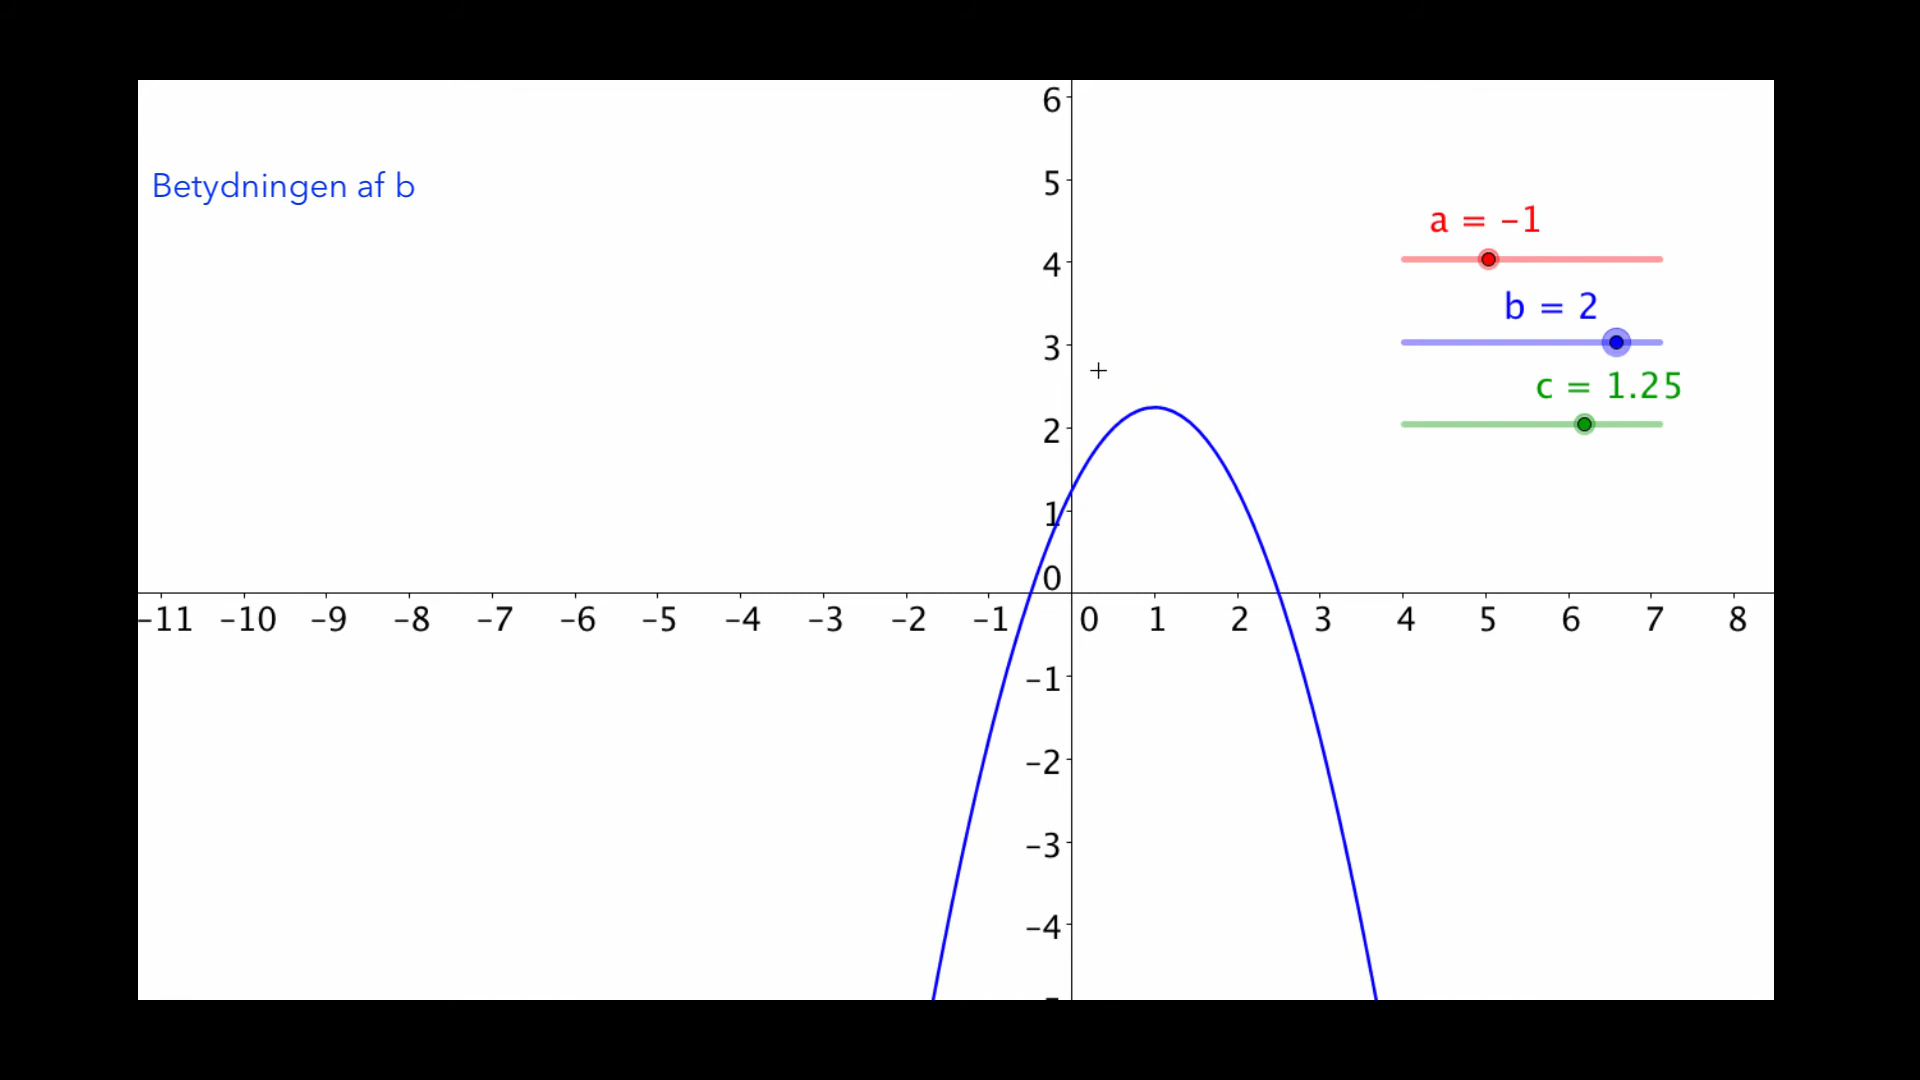 Betydningen af b
a = −1
b = 2
c = 1.25
6
5
4
3
2
1
0
−11 −10 −9 −8 −7 −6 −5 −4 −3 −2 −1 0 1 2 3 4 5 6 7 8
−1
−2
−3
−4